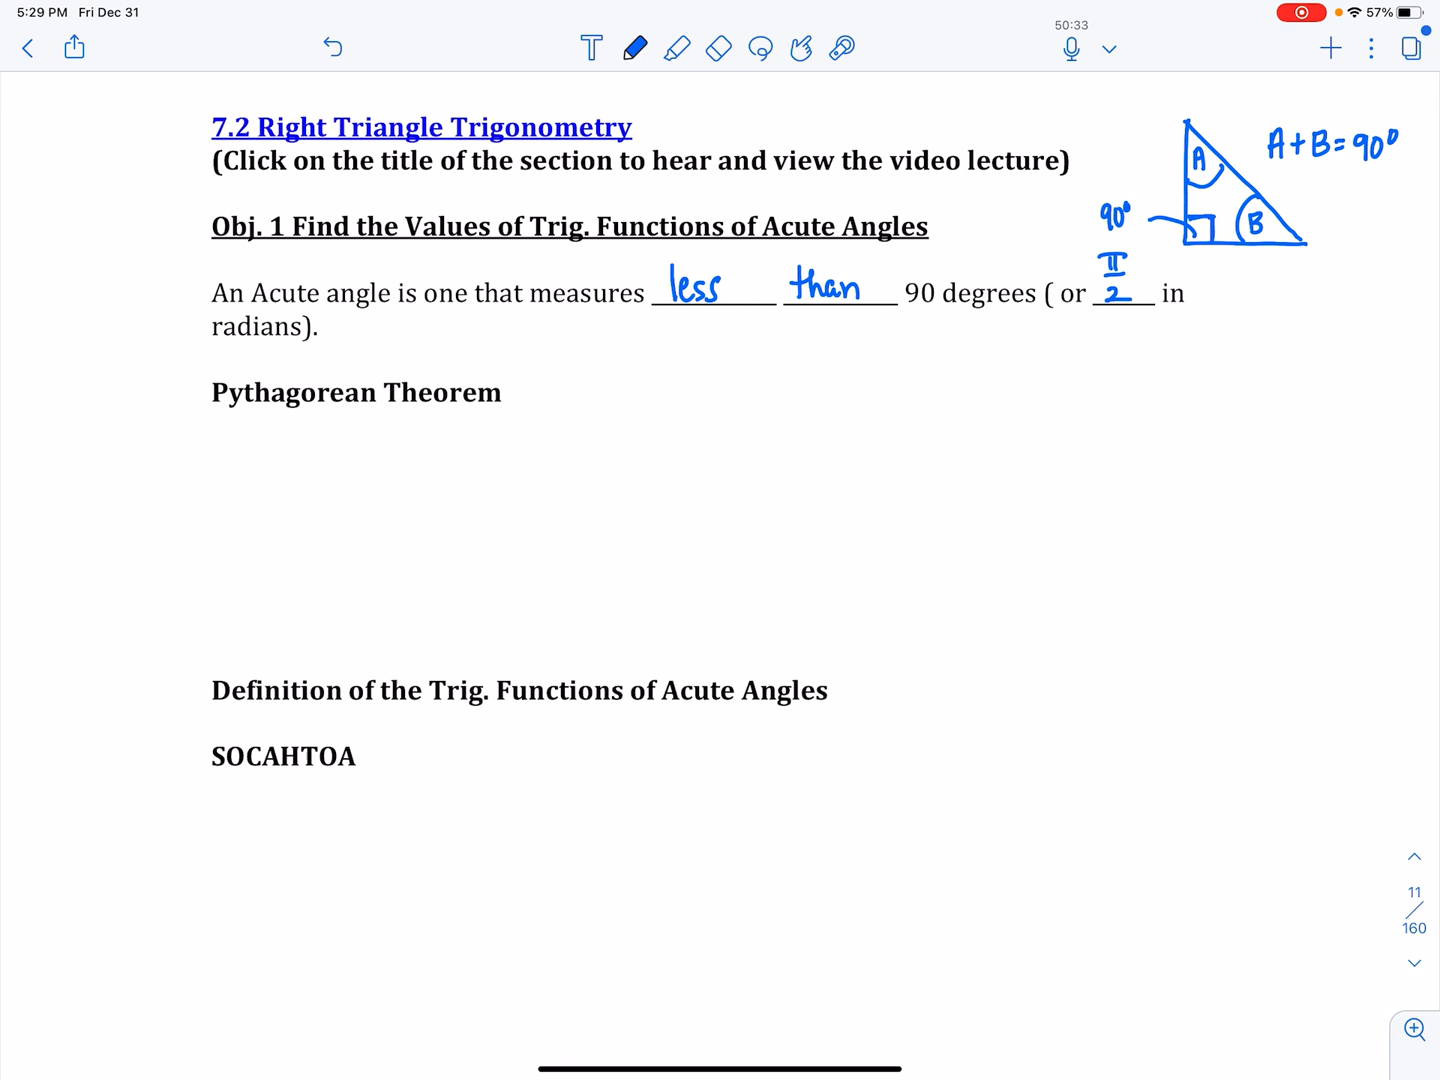 5:29 PM Fri Dec 31
57%
50:33
7.2 Right Triangle Trigonometry
(Click on the title of the section to hear and view the video lecture)
A
A+B=90°
90°
B
Obj. 1 Find the Values of Trig. Functions of Acute Angles
An Acute angle is one that measures less than 90 degrees ( or π/2 in
radians).
Pythagorean Theorem
Definition of the Trig. Functions of Acute Angles
SOCAHTOA
11
/
160